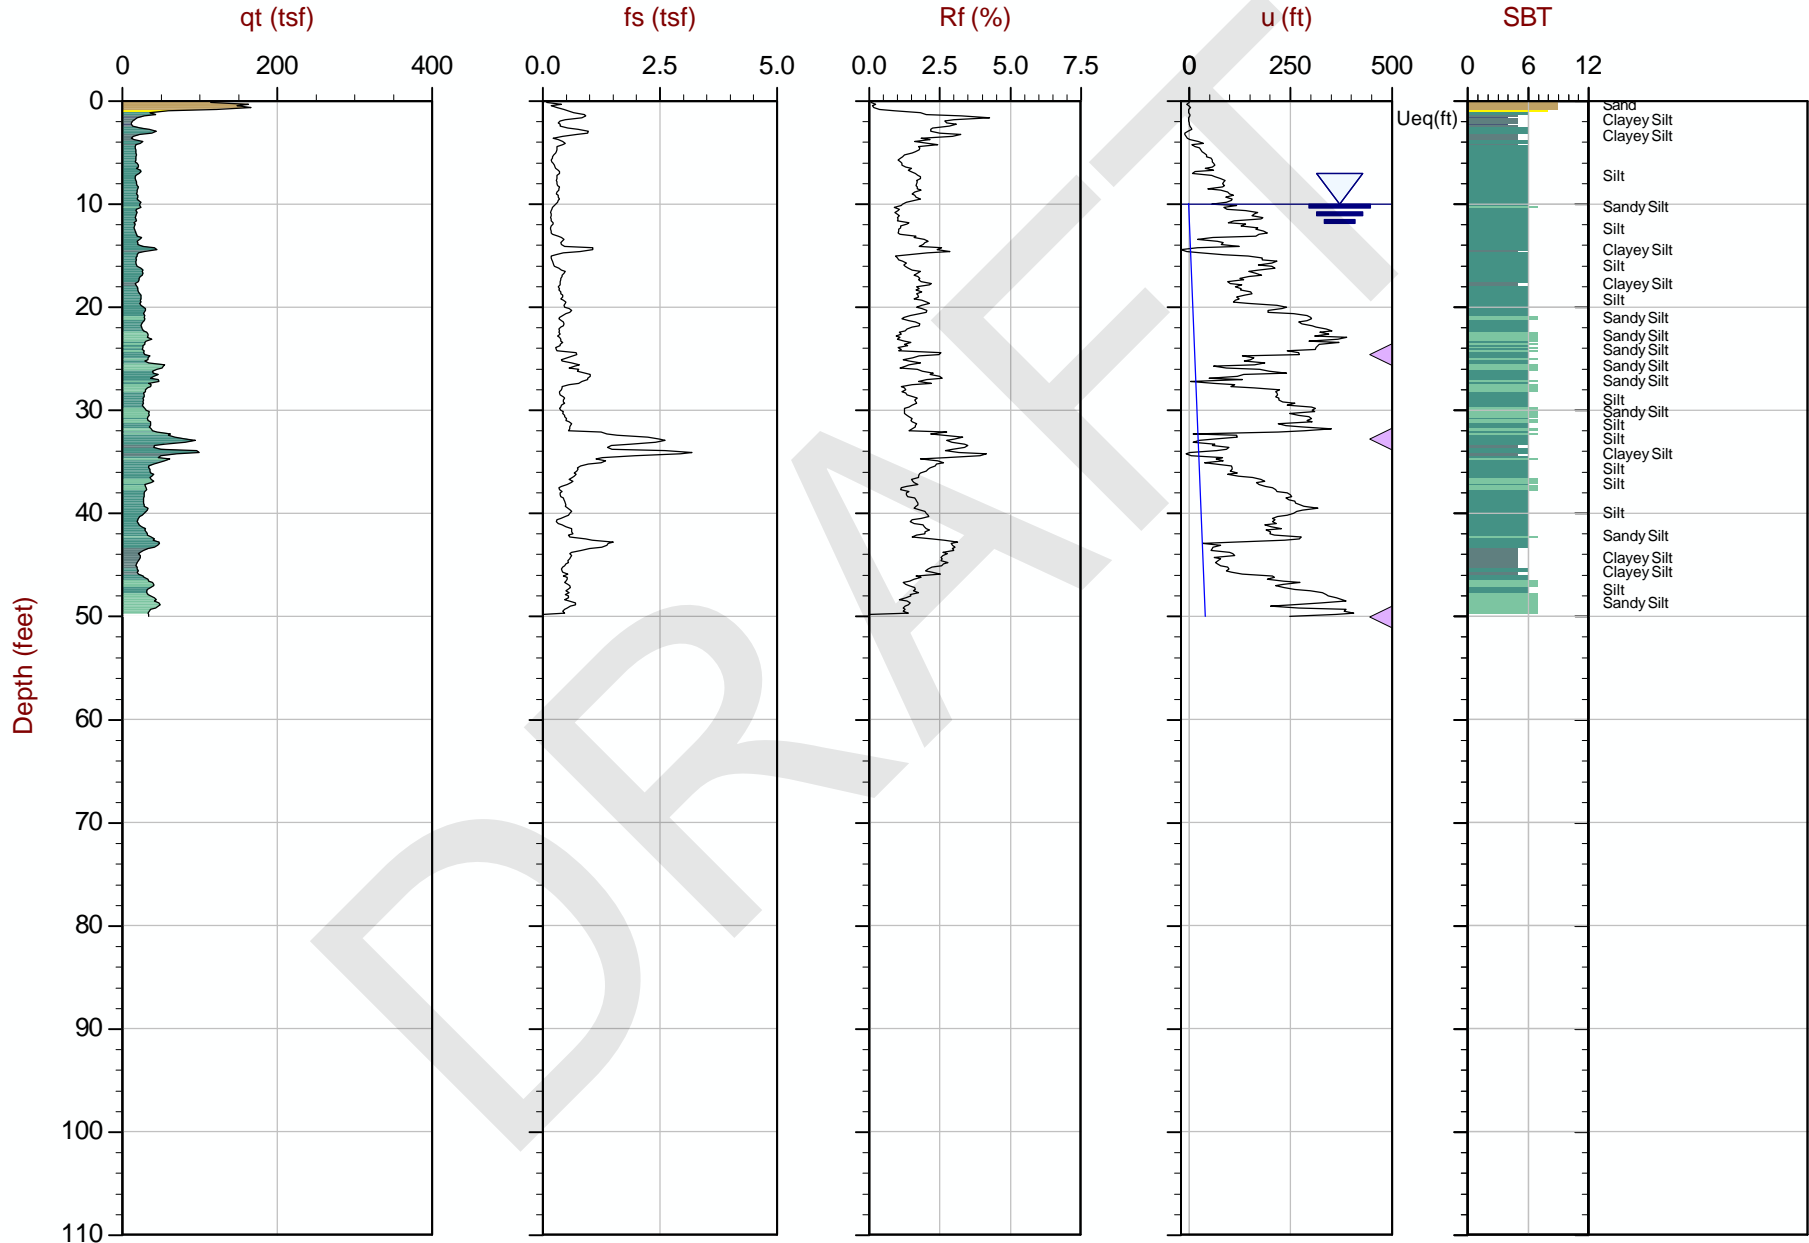 qt (tsf) fs (tsf) Rf (%) u (ft) SBT
0 200 400 0.0 2.5 5.0 0.0 2.5 5.0 7.5 0 250 500 0 6 12
0
Sand
Ueq(ft)
Clayey Silt
Clayey Silt
Silt
10
Sandy Silt
Silt
Clayey Silt
Silt
Clayey Silt
Silt
20
Sandy Silt
Sandy Silt
Sandy Silt
Sandy Silt
Sandy Silt
Silt
30
Sandy Silt
Silt
Silt
Clayey Silt
Silt
Silt
40
Silt
Sandy Silt
Clayey Silt
Clayey Silt
Silt
Sandy Silt
50
60
70
80
90
100
110
Depth (feet)
DRAFT